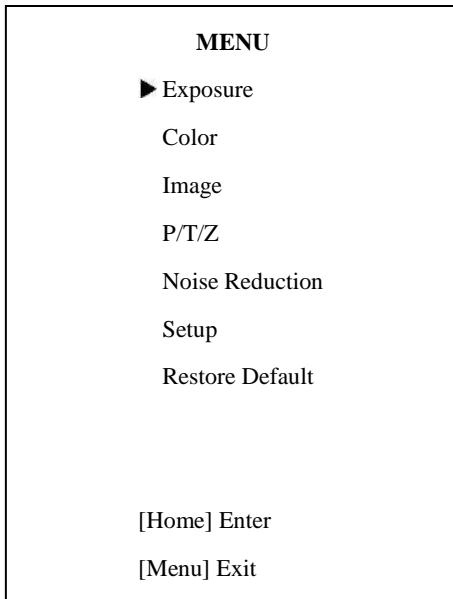 MENU
Exposure
Color
Image
P/T/Z
Noise Reduction
Setup
Restore Default
[Home] Enter
[Menu] Exit